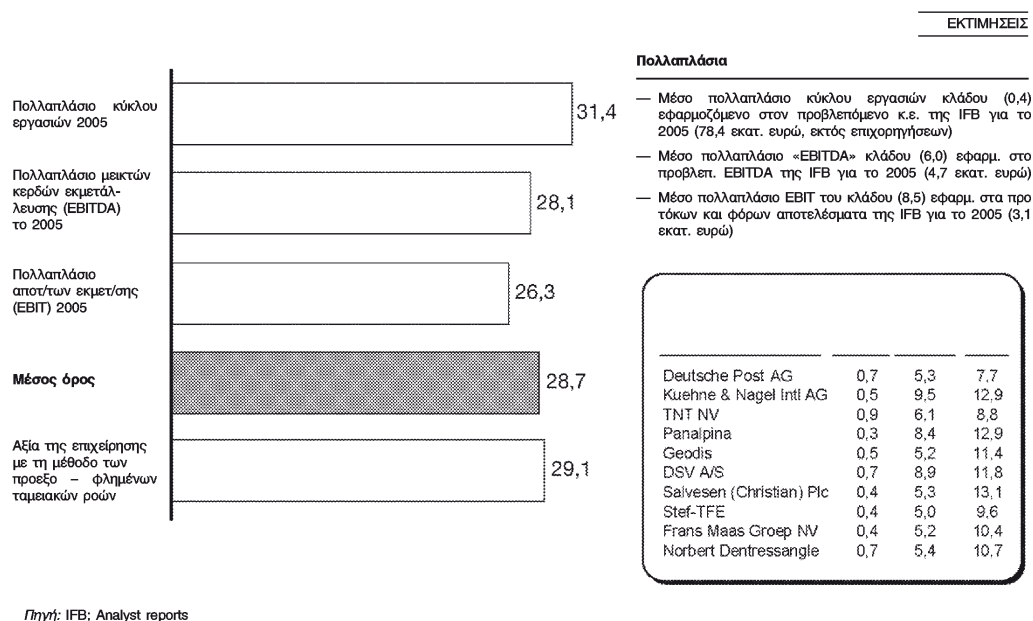 ΕΚΤΙΜΗΣΕΙΣ
Πολλαπλάσιο κύκλου
εργασιών 2005
31,4
Πολλαπλάσιο μεικτών
κερδών εκμετάλ-
λευσης (EBITDA)
το 2005
28,1
Πολλαπλάσιο
αποτ/των εκμετ/σης
(EBIT) 2005
26,3
Μέσος όρος
28,7
Αξία της επιχείρησης
με τη μέθοδο των
προεξο – φλημένων
ταμειακών ροών
29,1
Πολλαπλάσια
— Μέσο πολλαπλάσιο κύκλου εργασιών κλάδου (0,4)
εφαρμοζόμενο στον προβλεπόμενο κ.ε. της IFB για το
2005 (78,4 εκατ. ευρώ, εκτός επιχορηγήσεων)
— Μέσο πολλαπλάσιο «EBITDA» κλάδου (6,0) εφαρμ. στο
προβλεπ. EBITDA της IFB για το 2005 (4,7 εκατ. ευρώ)
— Μέσο πολλαπλάσιο EBIT του κλάδου (8,5) εφαρμ. στα προ
τόκων και φόρων αποτελέσματα της IFB για το 2005 (3,1
εκατ. ευρώ)
Deutsche Post AG 0,7 5,3 7,7
Kuehne & Nagel Intl AG 0,5 9,5 12,9
TNT NV 0,9 6,1 8,8
Panalpina 0,3 8,4 12,9
Geodis 0,5 5,2 11,4
DSV A/S 0,7 8,9 11,8
Salvesen (Christian) Plc 0,4 5,3 13,1
Stef-TFE 0,4 5,0 9,6
Frans Maas Groep NV 0,4 5,2 10,4
Norbert Dentressangle 0,7 5,4 10,7
Πηγή: IFB; Analyst reports